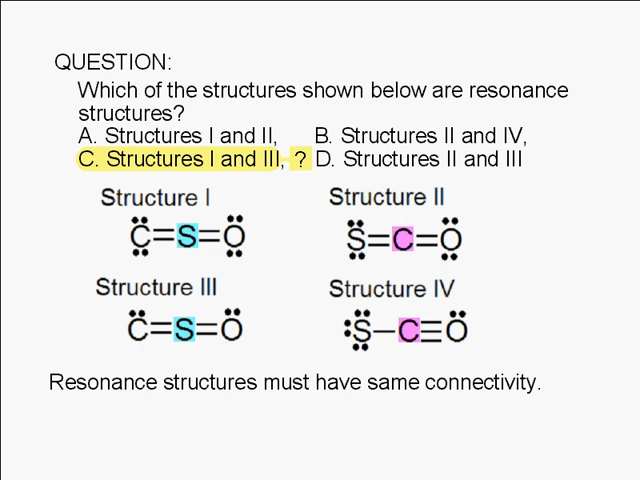 QUESTION:
Which of the structures shown below are resonance
structures?
A. Structures I and II, B. Structures II and IV,
C. Structures I and III, ? D. Structures II and III
Structure I Structure II
C=S=O S=C=O
Structure III Structure IV
C=S=O S–C≡O
Resonance structures must have same connectivity.